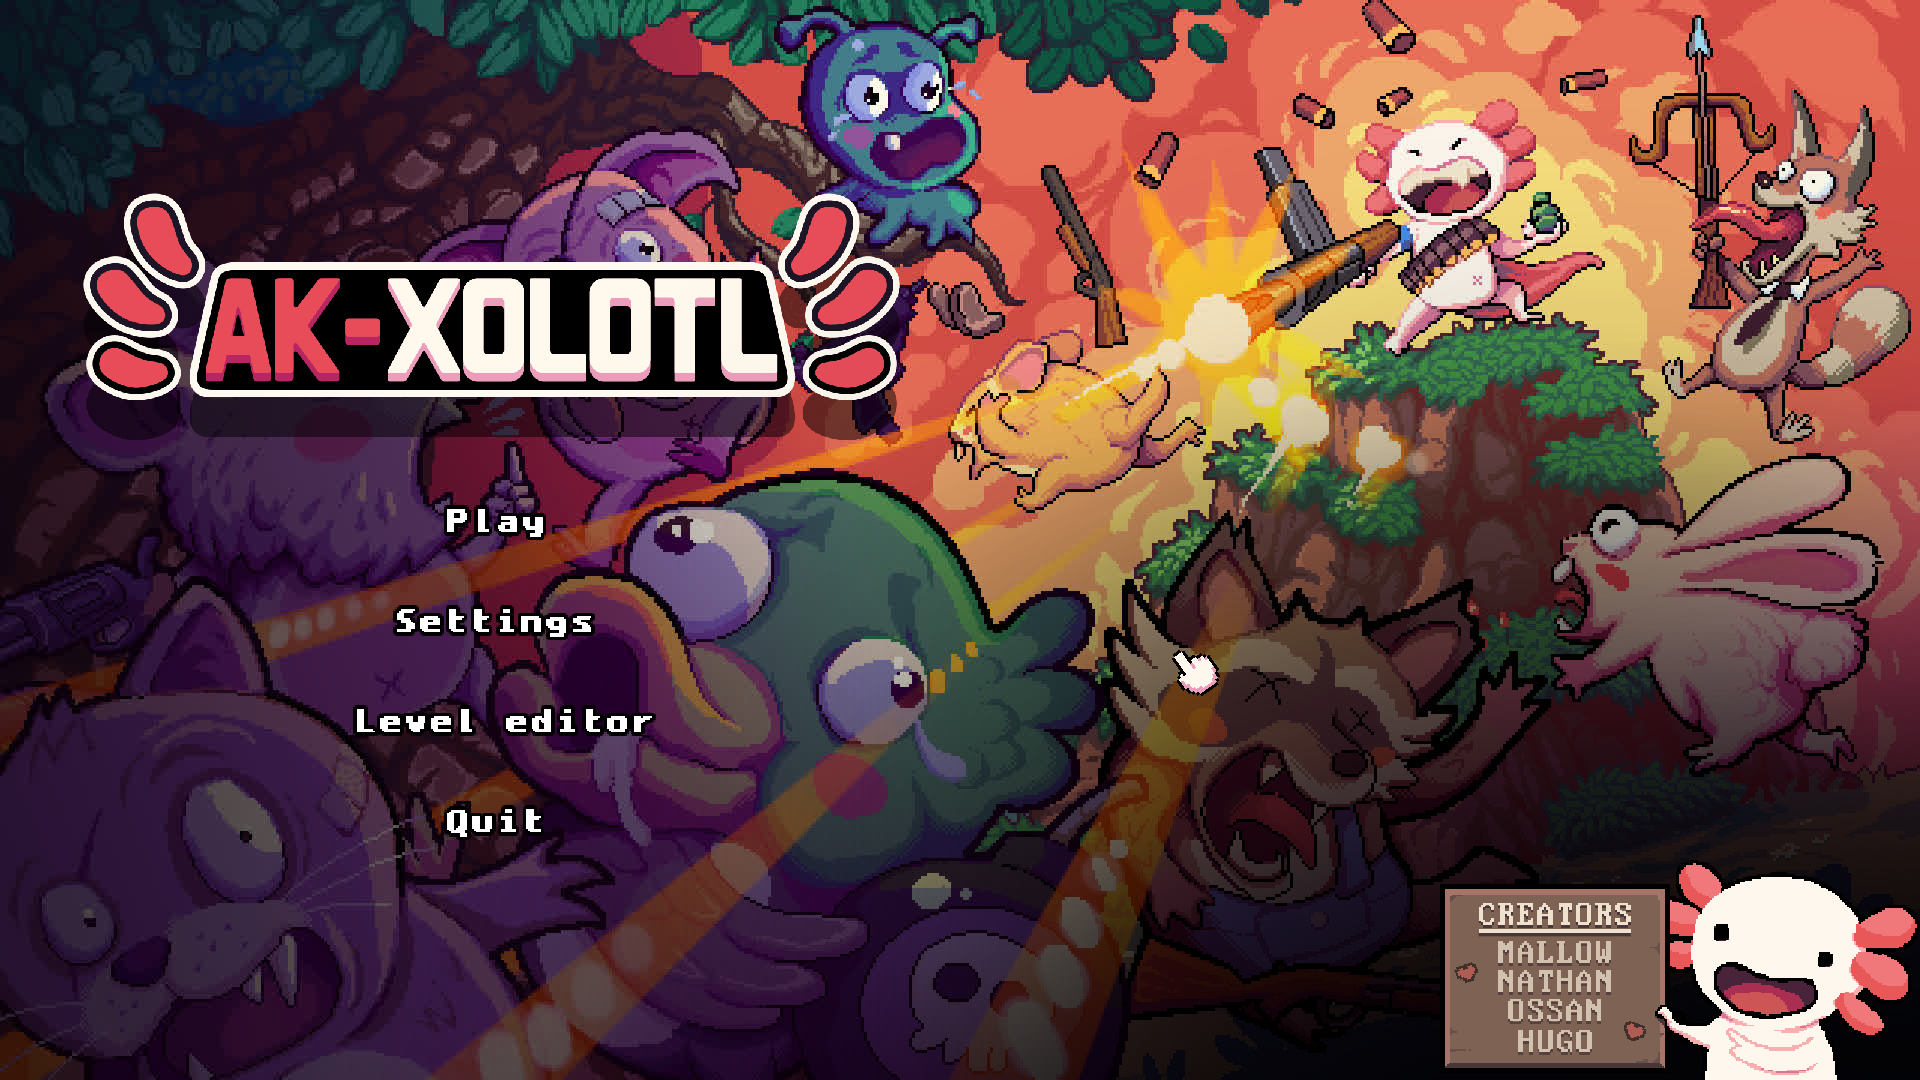 AK-XOLOTL
Play
Settings
Level editor
Quit
CREATORS
MALLOW
NATHAN
OSSAN
HUGO